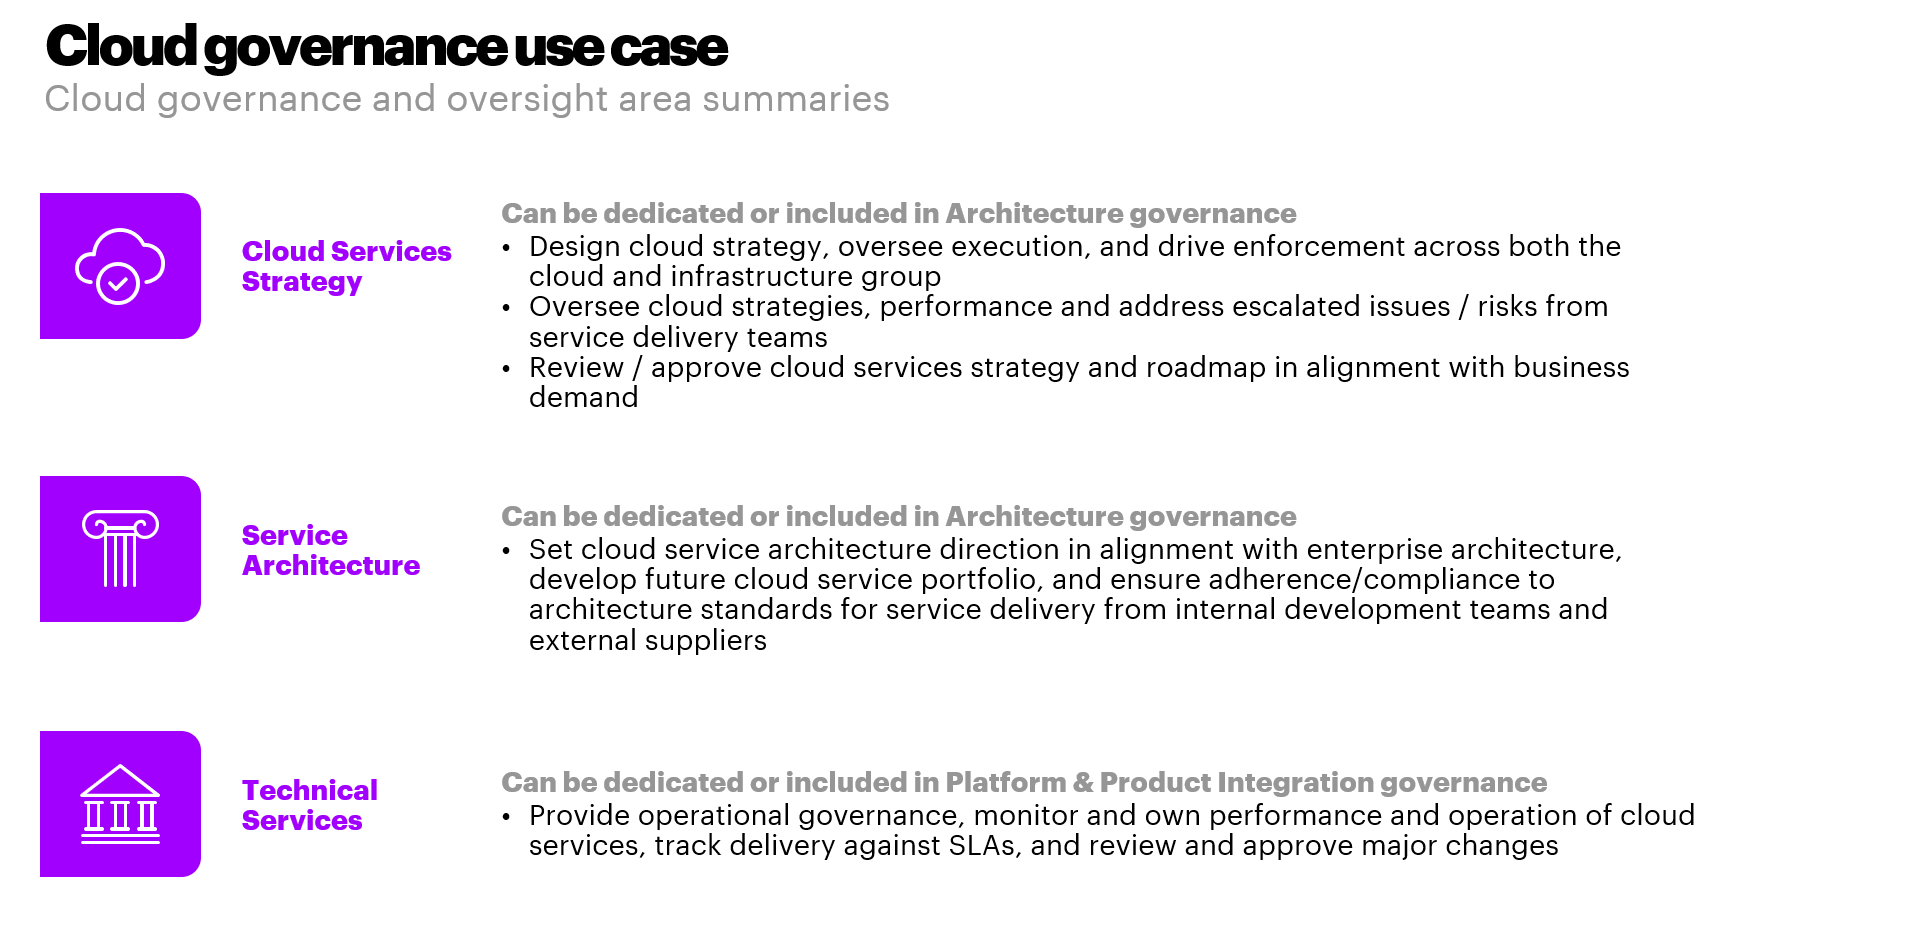 Cloud governance use case
Cloud governance and oversight area summaries
Cloud Services
Strategy
Can be dedicated or included in Architecture governance
• Design cloud strategy, oversee execution, and drive enforcement across both the
cloud and infrastructure group
• Oversee cloud strategies, performance and address escalated issues / risks from
service delivery teams
• Review / approve cloud services strategy and roadmap in alignment with business
demand
Service
Architecture
Can be dedicated or included in Architecture governance
• Set cloud service architecture direction in alignment with enterprise architecture,
develop future cloud service portfolio, and ensure adherence/compliance to
architecture standards for service delivery from internal development teams and
external suppliers
Technical
Services
Can be dedicated or included in Platform & Product Integration governance
• Provide operational governance, monitor and own performance and operation of cloud
services, track delivery against SLAs, and review and approve major changes